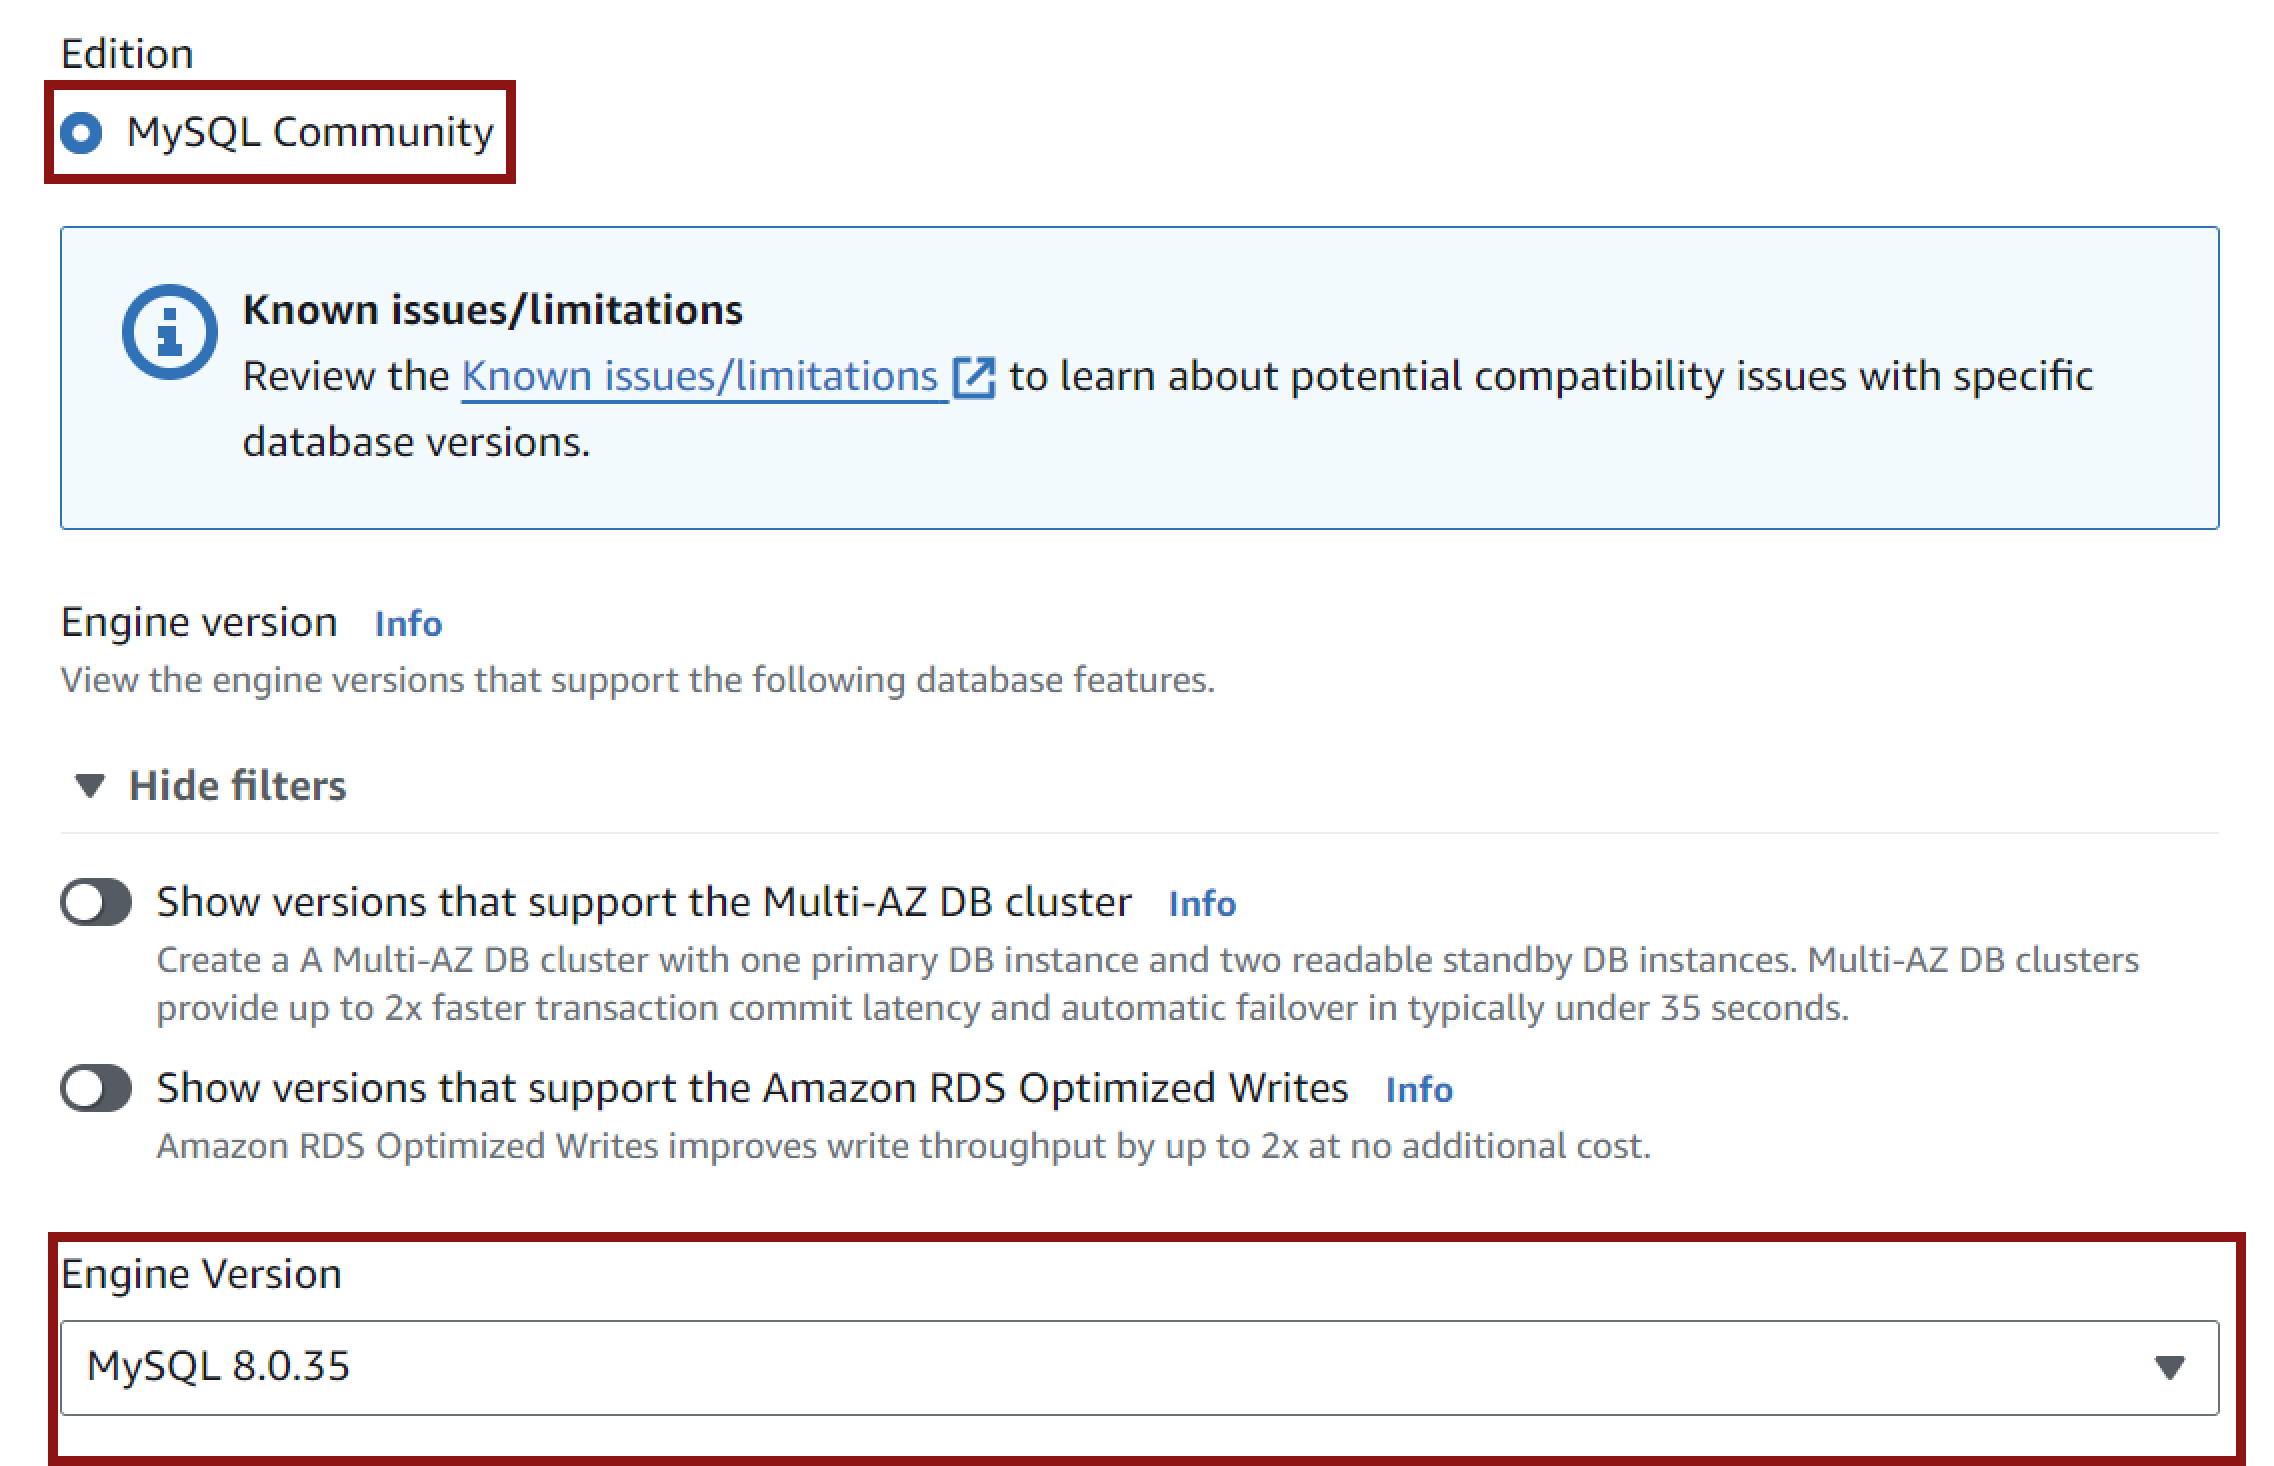 Edition
MySQL Community
Known issues/limitations
Review the Known issues/limitations to learn about potential compatibility issues with specific
database versions.
Engine version Info
View the engine versions that support the following database features.
Hide filters
Show versions that support the Multi-AZ DB cluster Info
Create a A Multi-AZ DB cluster with one primary DB instance and two readable standby DB instances. Multi-AZ DB clusters
provide up to 2x faster transaction commit latency and automatic failover in typically under 35 seconds.
Show versions that support the Amazon RDS Optimized Writes Info
Amazon RDS Optimized Writes improves write throughput by up to 2x at no additional cost.
Engine Version
MySQL 8.0.35